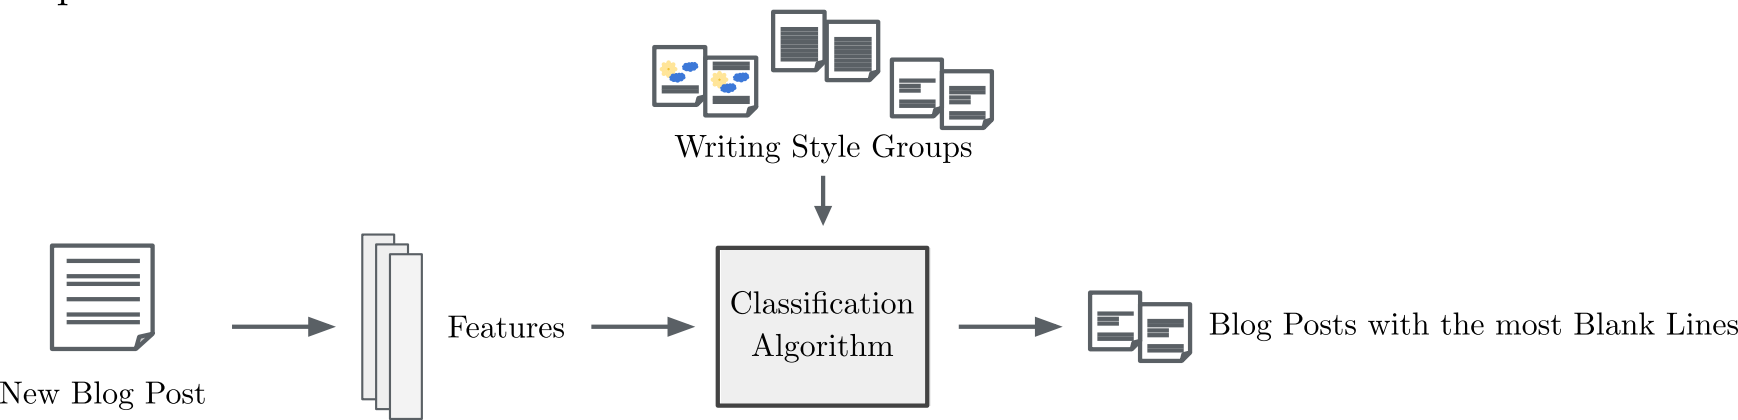 Writing Style Groups
Classification
Algorithm
Features
Blog Posts with the most Blank Lines
New Blog Post